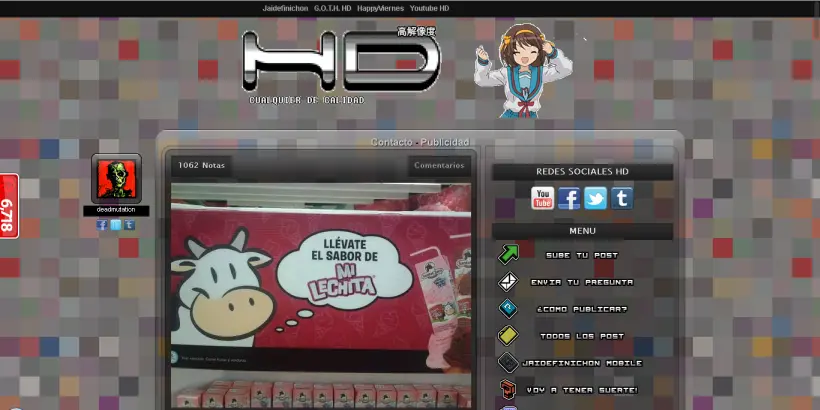 Jaidefinichon G.O.T.H. HD HappyViernes Youtube HD
高解像度
HD
CUALQUIER DE CALIDAD
Contacto - Publicidad
1062 Notas
Comentarios
REDES SOCIALES HD
deadmutation
6,718
You
Tube
MENU
LLÉVATE
EL SABOR DE
MI
LECHITA
SUBE TU POST
ENVIA TU PREGUNTA
¿COMO PUBLICAR?
TODOS LOS POST
JAIDEFINICHON MOBILE
VOY A TENER SUERTE!